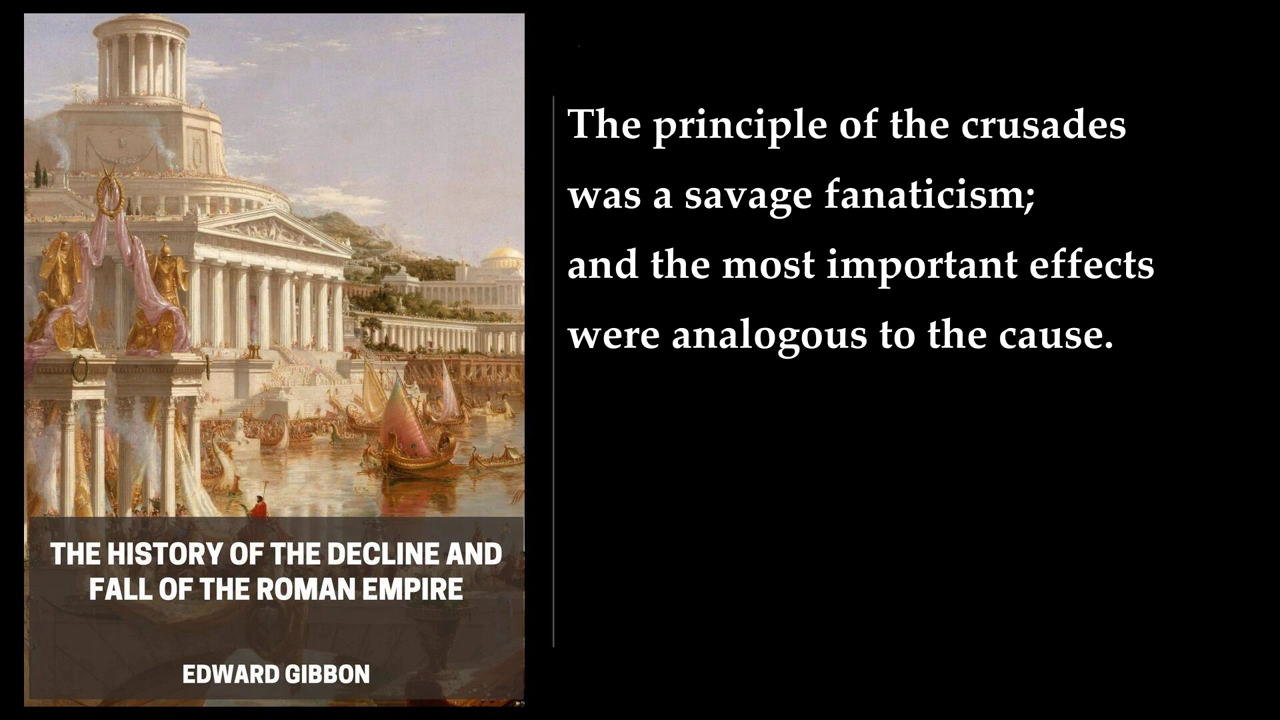 The principle of the crusades
was a savage fanaticism;
and the most important effects
were analogous to the cause.
THE HISTORY OF THE DECLINE AND
FALL OF THE ROMAN EMPIRE
EDWARD GIBBON